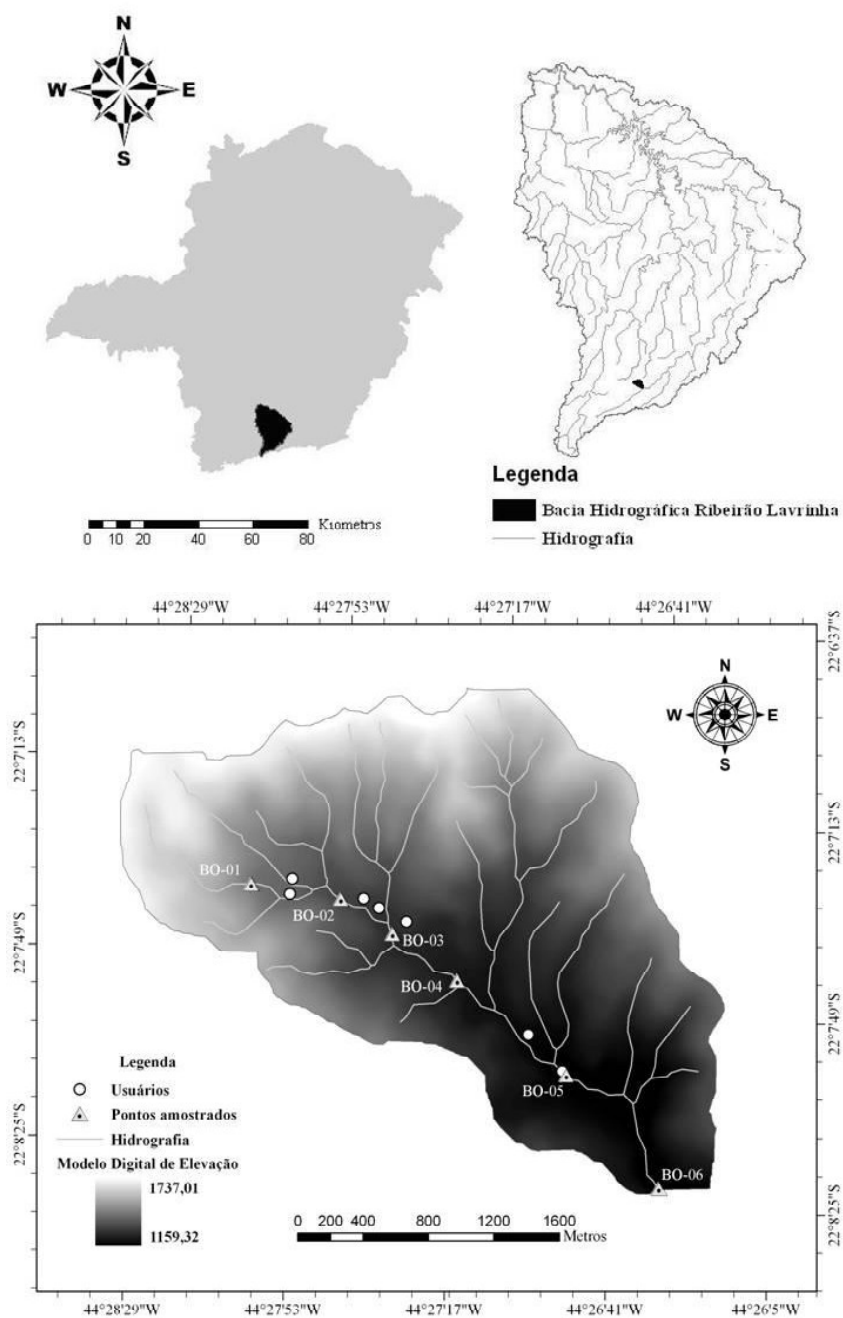 N
W E
S
Legenda
Bacia Hidrográfica Ribeirão Lavrinha
Hidrografia
Kiometros
0 10 20 40 60 80
44°28'29"W 44°27'53"W 44°27'17"W 44°26'41"W
22°6'37"S
N
W E
S
22°7'13"S
22°7'13"S
BO-01
BO-02
BO-03
22°7'49"S
BO-04
22°7'49"S
Legenda
Usuários
BO-05
Pontos amostrados
22°8'25"S
Hidrografia
Modelo Digital de Elevação
BO-06
1737,01
22°8'25"S
0 200 400 800 1200 1600
1159,32
Metros
44°28'29"W 44°27'53"W 44°27'17"W 44°26'41"W 44°26'5"W